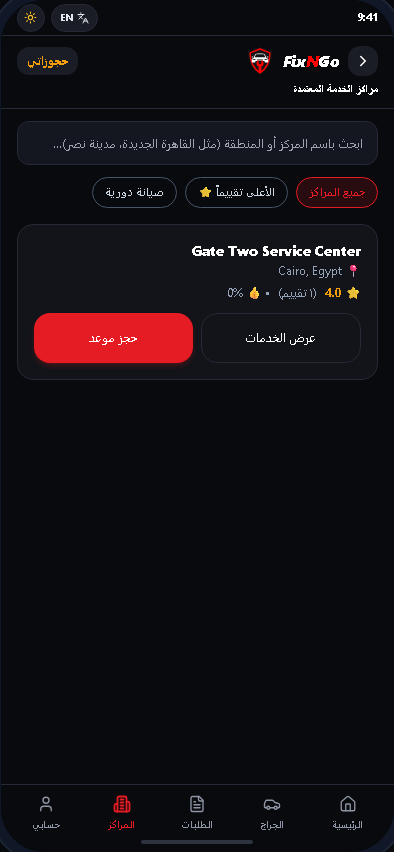 9:41
EN
FixNGo
حجوزاتي
مراكز الخدمة المعتمدة
ابحث باسم المركز أو المنطقة (مثل القاهرة الجديدة، مدينة نصر)...
جميع المراكز
الأعلى تقييماً ⭐
صيانة دورية
Gate Two Service Center
📍 Cairo, Egypt
⭐ 4.0 (١ تقييم) • 👍 0%
عرض الخدمات
حجز موعد
الرئيسية
الجراج
الطلبات
المراكز
حسابي